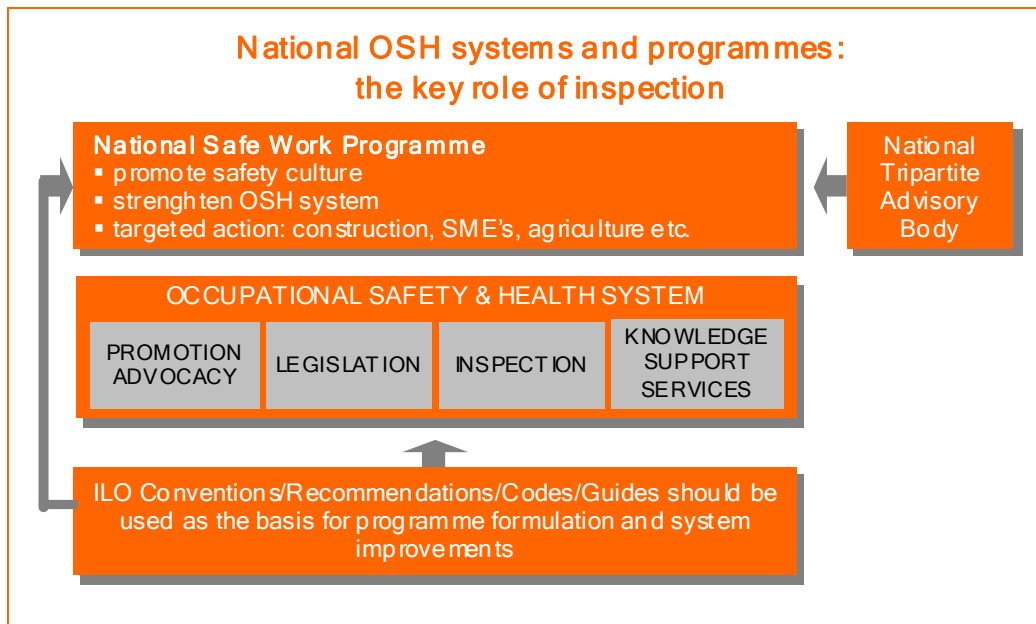 National OSH systems and programmes:
the key role of inspection
National Safe Work Programme
▪ promote safety culture
▪ strenghten OSH system
▪ targeted action: construction, SME's, agriculture etc.
National
Tripartite
Advisory
Body
OCCUPATIONAL SAFETY & HEALTH SYSTEM
PROMOTION
ADVOCACY
LEGISLATION
INSPECTION
KNOWLEDGE
SUPPORT
SERVICES
ILO Conventions/Recommendations/Codes/Guides should be
used as the basis for programme formulation and system
improvements